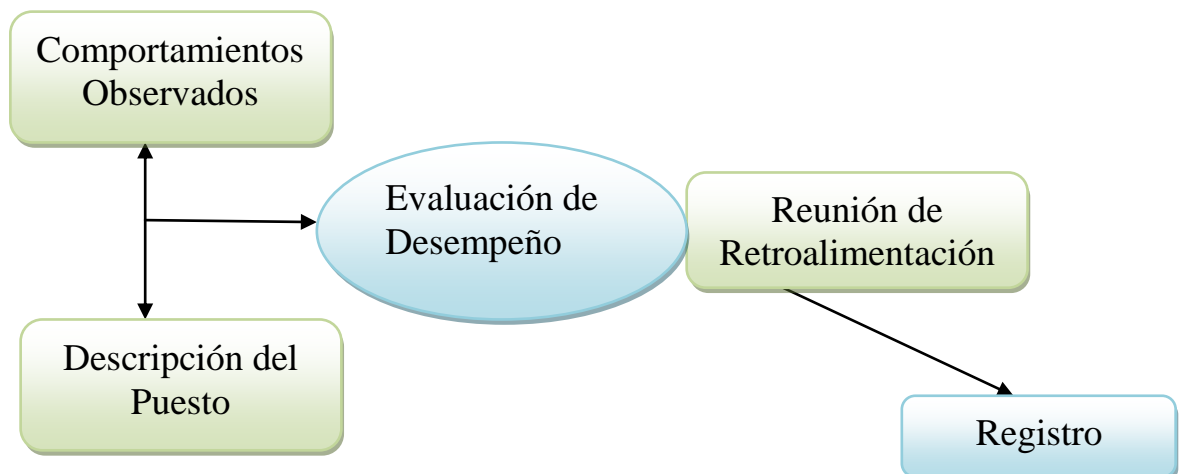 Comportamientos
Observados
Evaluación de
Desempeño
Reunión de
Retroalimentación
Descripción del
Puesto
Registro